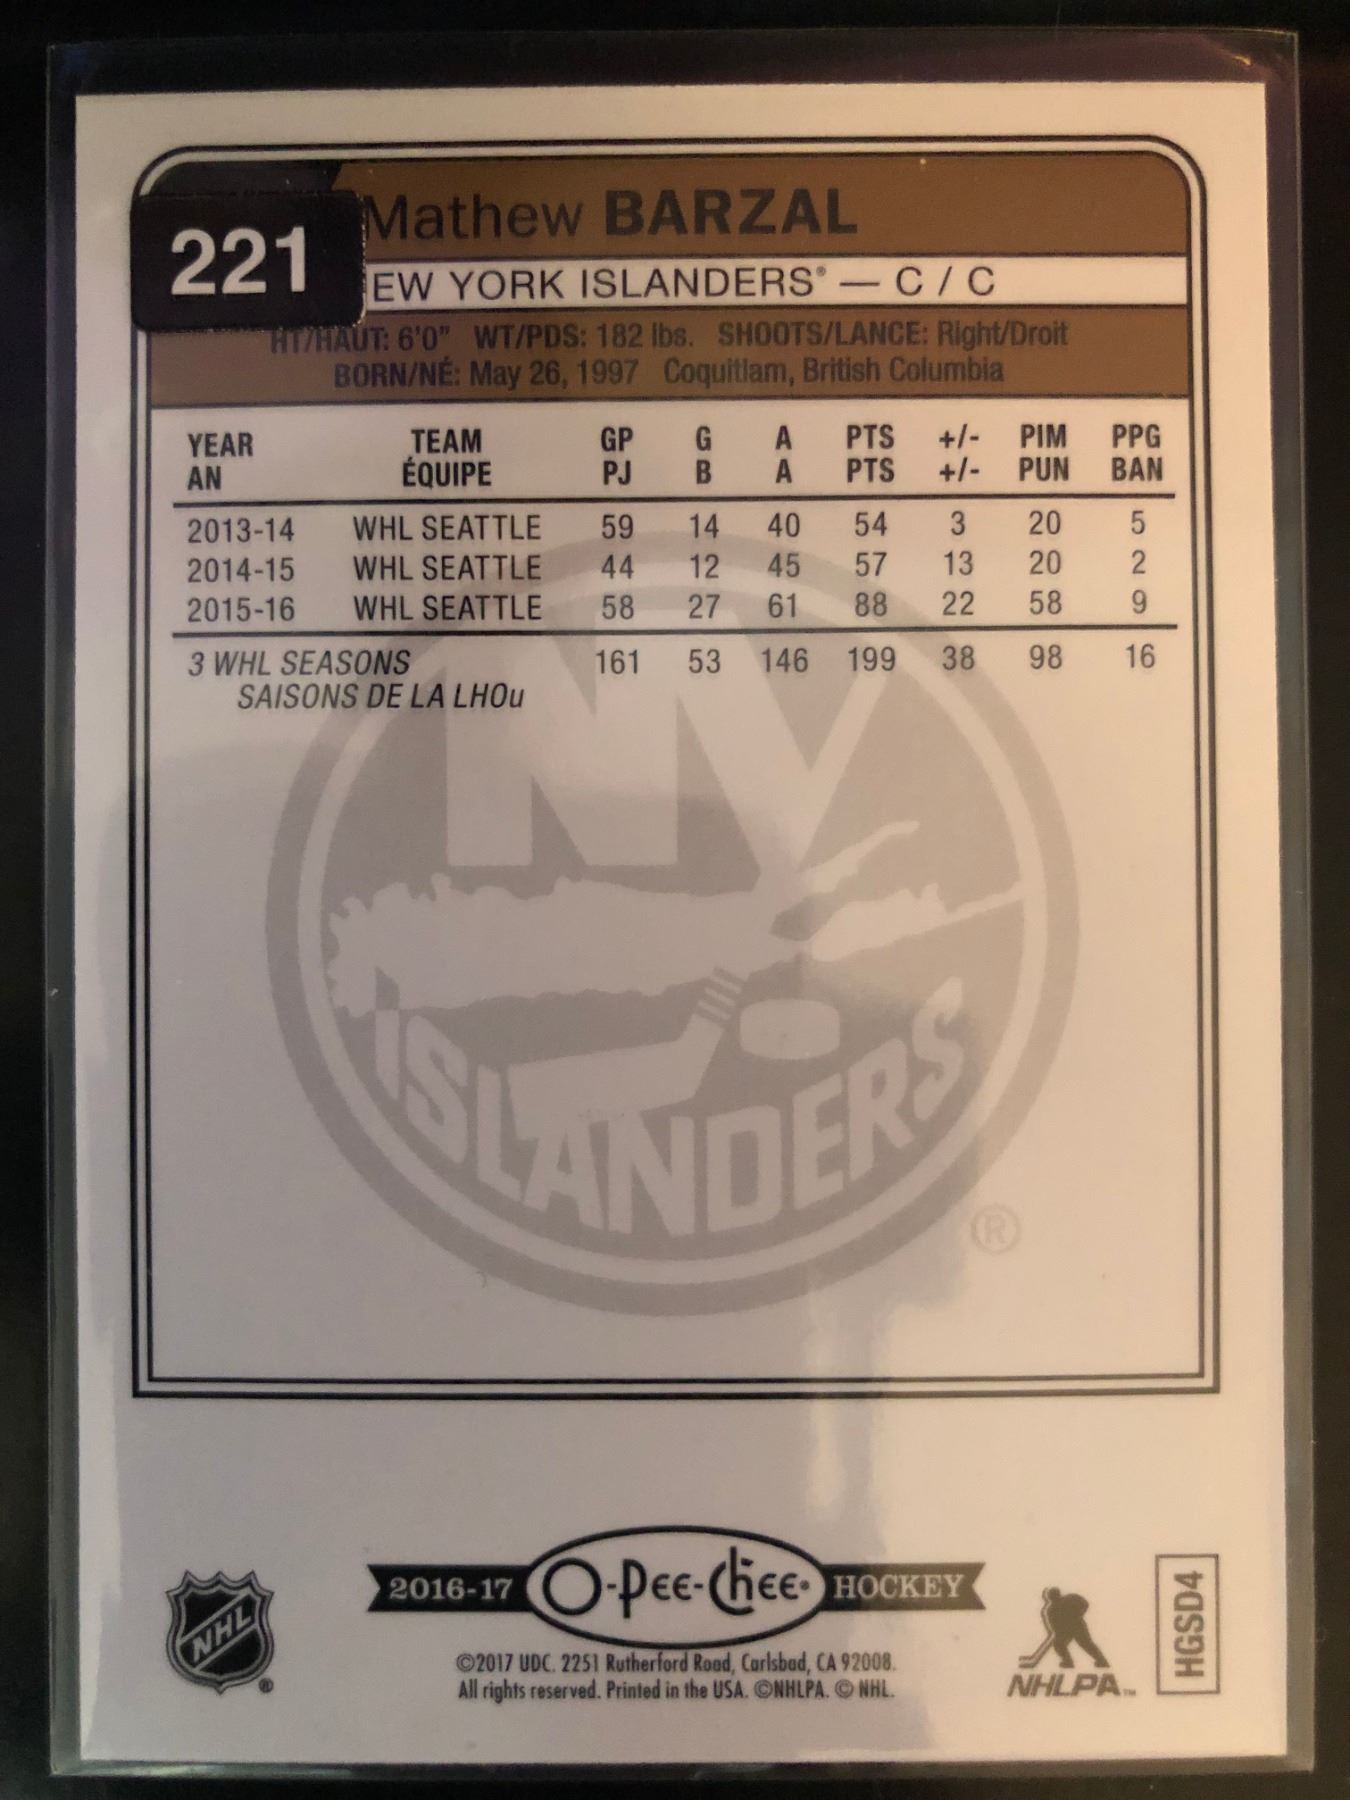 221
Mathew BARZAL
EW YORK ISLANDERS® — C / C
HT/HAUT: 6'0" WT/PDS: 182 lbs. SHOOTS/LANCE: Right/Droit
BORN/NÉ: May 26, 1997 Coquitlam, British Columbia
YEAR TEAM GP G A PTS +/- PIM PPG
AN ÉQUIPE PJ B A PTS +/- PUN BAN
2013-14 WHL SEATTLE 59 14 40 54 3 20 5
2014-15 WHL SEATTLE 44 12 45 57 13 20 2
2015-16 WHL SEATTLE 58 27 61 88 22 58 9
3 WHL SEASONS 161 53 146 199 38 98 16
SAISONS DE LA LHOu
NY
ISLANDERS
®
NHL ®
2016-17 O-Pee-Chee® HOCKEY
©2017 UDC. 2251 Rutherford Road, Carlsbad, CA 92008.
All rights reserved. Printed in the USA. ©NHLPA. © NHL.
NHLPA™
HGSD4